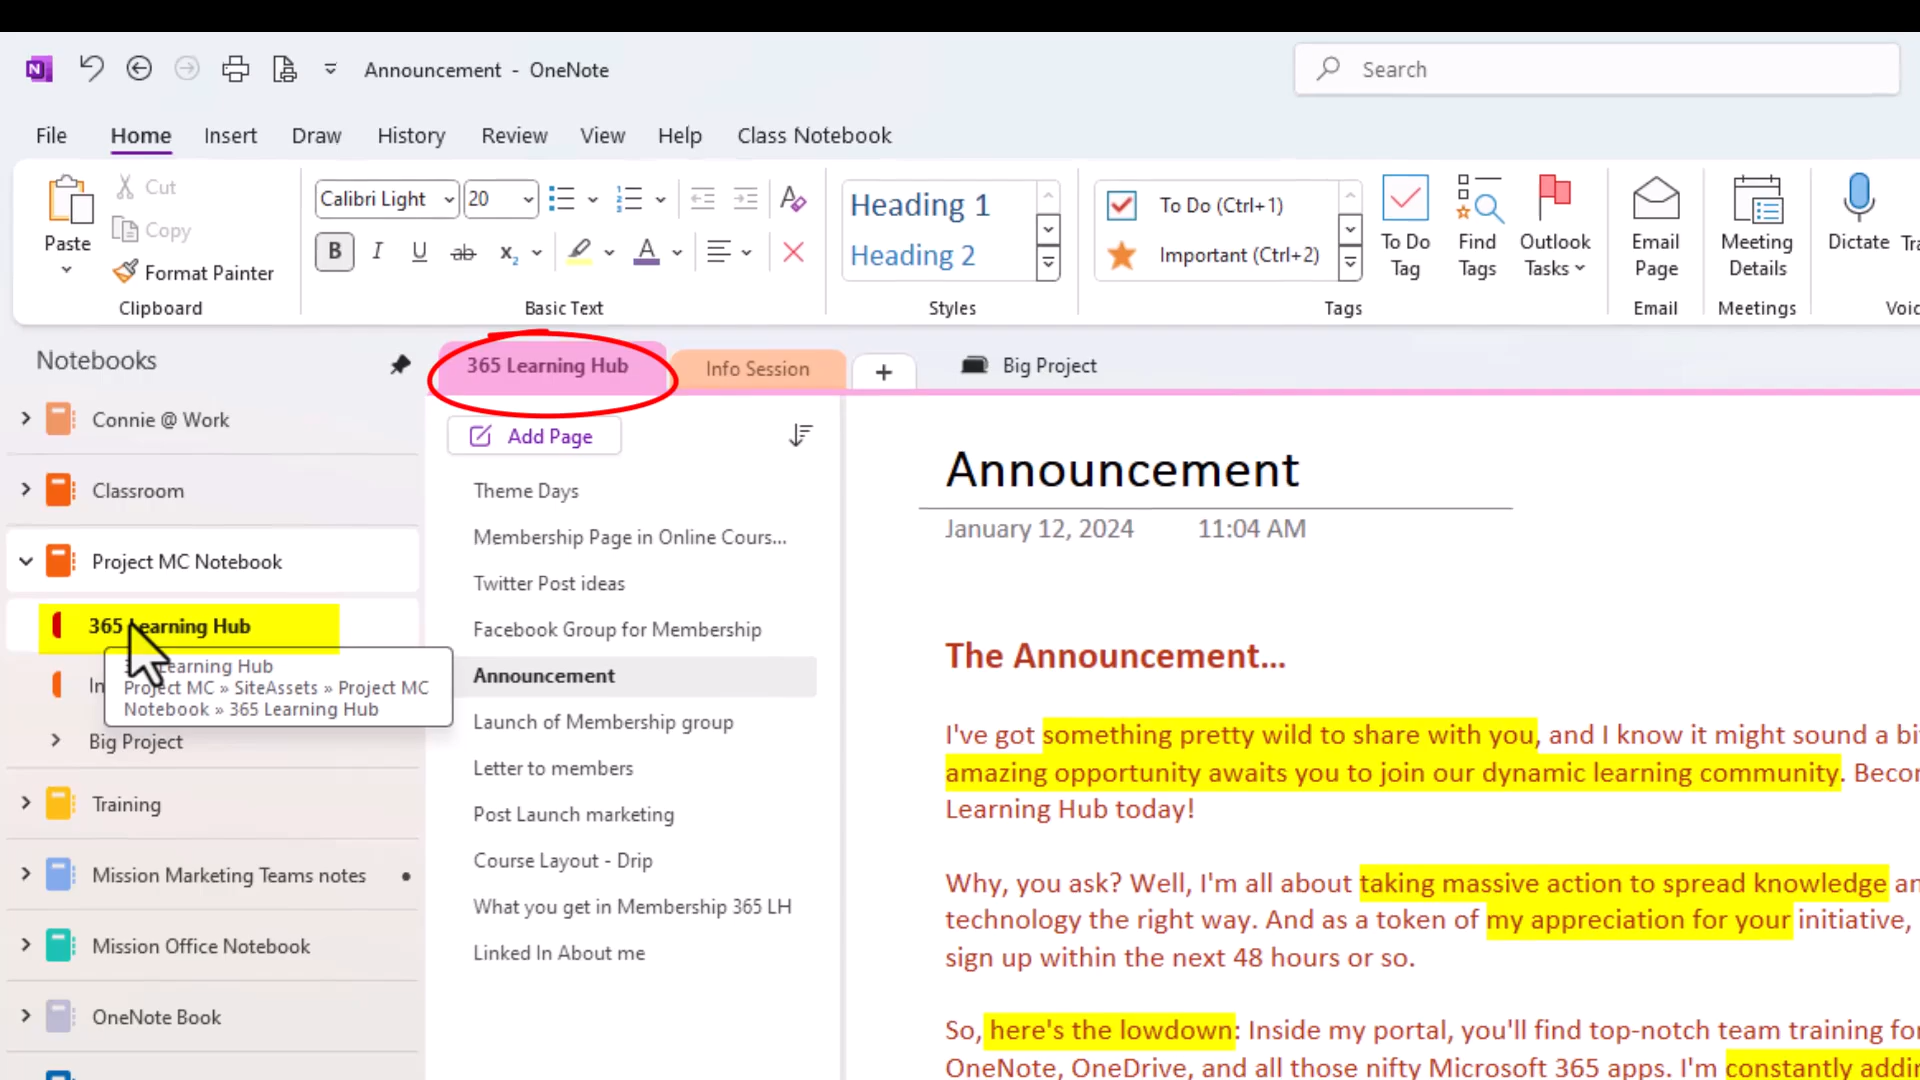 Announcement - OneNote
Search
File Home Insert Draw History Review View Help Class Notebook
Paste
Cut
Copy
Format Painter
Clipboard
Calibri Light 20
B I U ab x2 A
Basic Text
Heading 1
Heading 2
Styles
To Do (Ctrl+1)
Important (Ctrl+2)
To Do
Tag
Find
Tags
Outlook
Tasks
Tags
Email
Page
Email
Meeting
Details
Meetings
Dictate
Notebooks
Connie @ Work
Classroom
Project MC Notebook
365 Learning Hub
Learning Hub
Project MC » SiteAssets » Project MC
Notebook » 365 Learning Hub
Big Project
Training
Mission Marketing Teams notes
Mission Office Notebook
OneNote Book
365 Learning Hub
Info Session
+
Big Project
Add Page
Theme Days
Membership Page in Online Cours...
Twitter Post ideas
Facebook Group for Membership
Announcement
Launch of Membership group
Letter to members
Post Launch marketing
Course Layout - Drip
What you get in Membership 365 LH
Linked In About me
Announcement
January 12, 2024 11:04 AM
The Announcement...
I've got something pretty wild to share with you, and I know it might sound a
amazing opportunity awaits you to join our dynamic learning community.
Learning Hub today!
Why, you ask? Well, I'm all about taking massive action to spread knowledge
technology the right way. And as a token of my appreciation for your initiative,
sign up within the next 48 hours or so.
So, here's the lowdown: Inside my portal, you'll find top-notch team training
OneNote, OneDrive, and all those nifty Microsoft 365 apps. I'm constantly